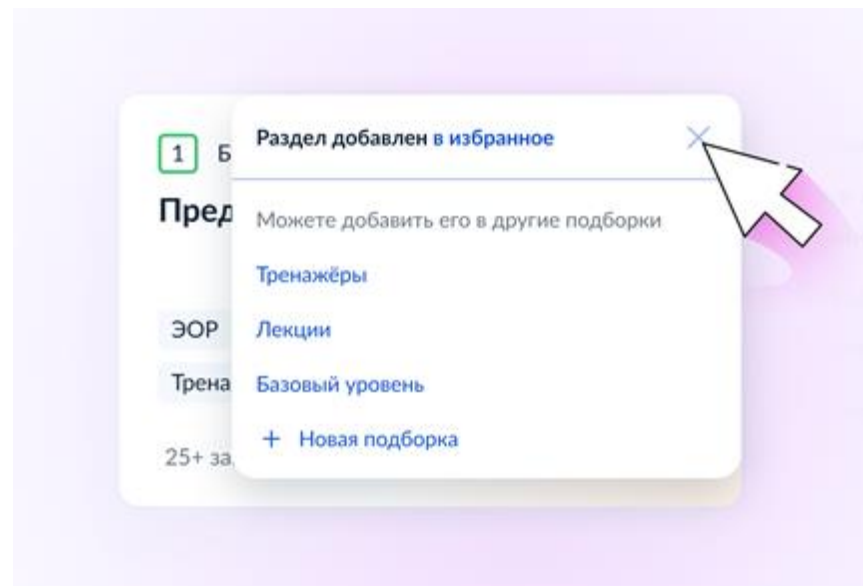 Раздел добавлен в избранное
1 Б
Пред
Можете добавить его в другие подборки
Тренажёры
ЭОР
Лекции
Трена
Базовый уровень
+ Новая подборка
25+ за